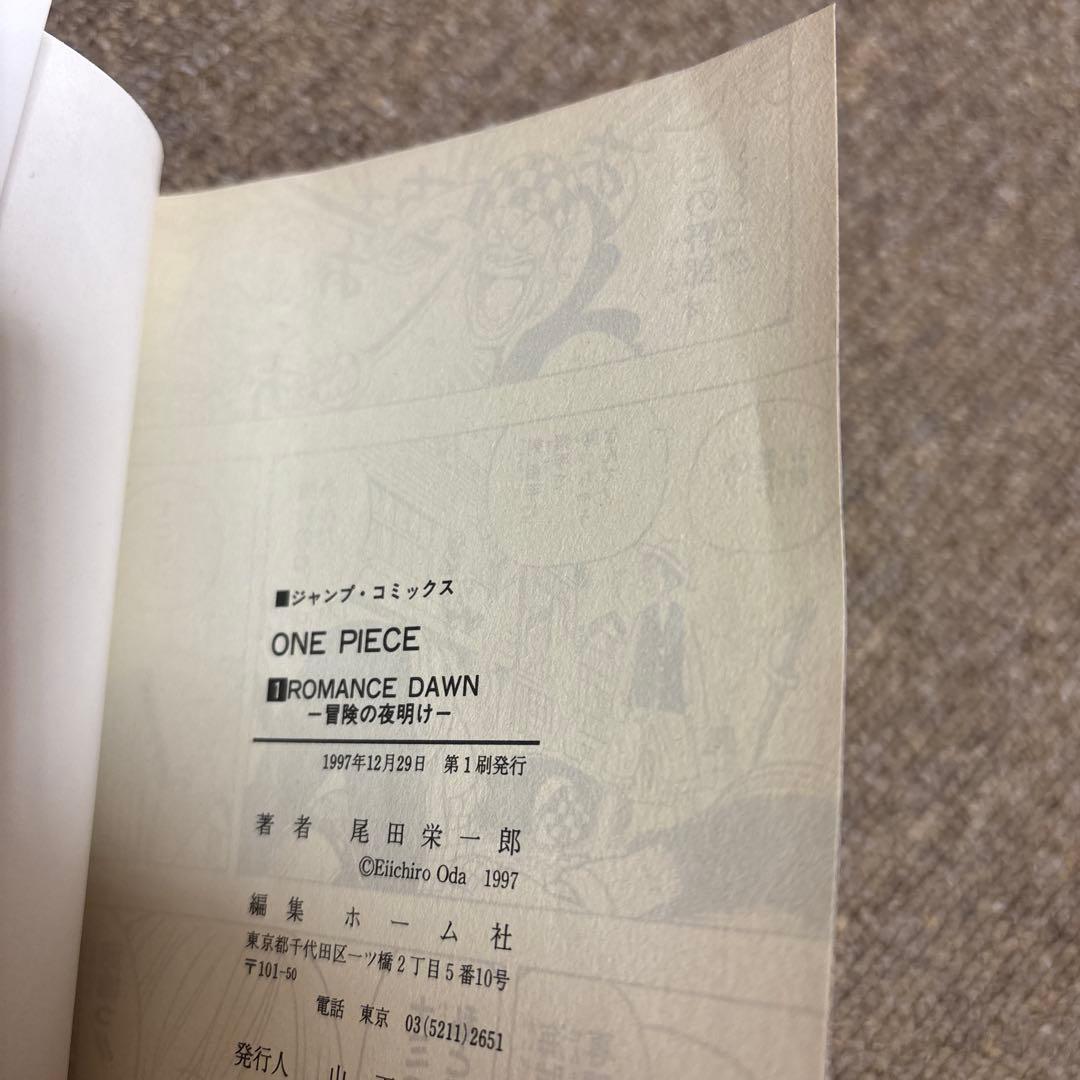 ■ジャンプ・コミックス
ONE PIECE
1 ROMANCE DAWN
ー冒険の夜明けー
1997年12月29日 第1刷発行
著者 尾田栄一郎
©Eiichiro Oda 1997
編集 ホーム社
東京都千代田区一ツ橋2丁目5番10号
〒101-50
電話 東京 03(5211)2651
発行人 山